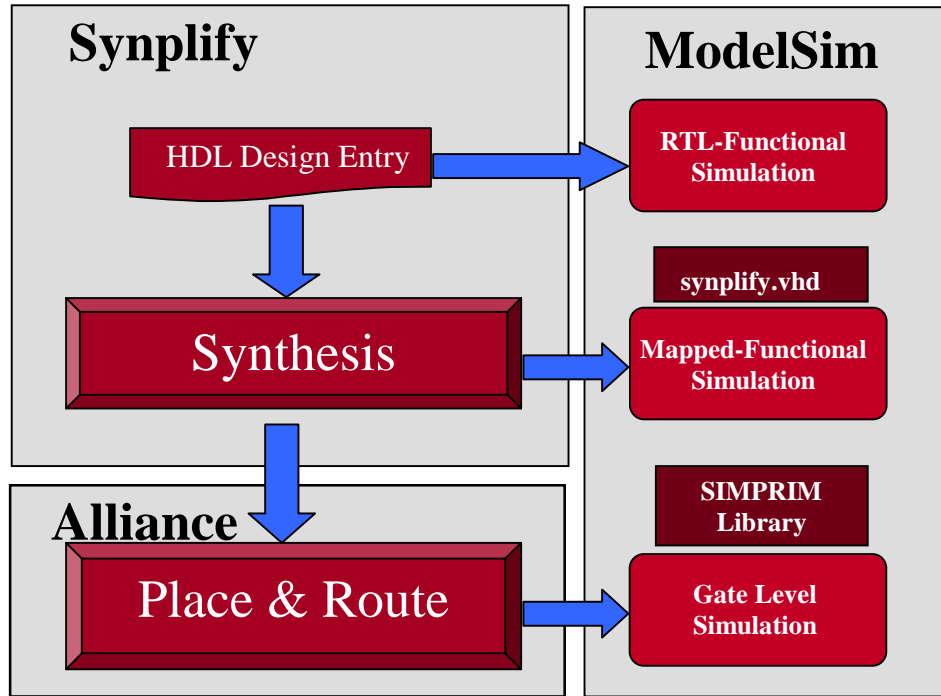 Synplify
HDL Design Entry
Synthesis
Alliance
Place & Route
ModelSim
RTL-Functional
Simulation
synplify.vhd
Mapped-Functional
Simulation
SIMPRIM
Library
Gate Level
Simulation